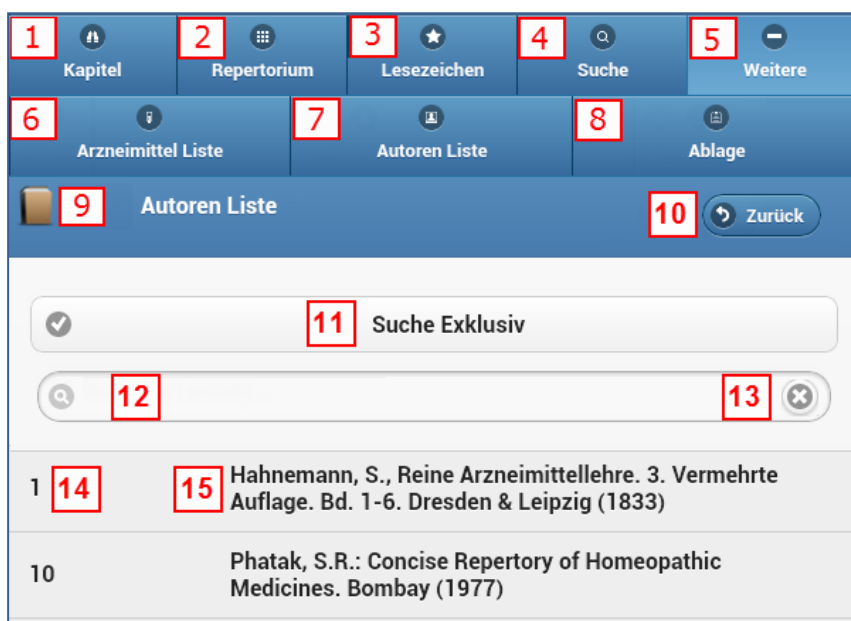 1 2 3 4 5
Kapitel Repertorium Lesezeichen Suche Weitere
6 7 8
Arzneimittel Liste Autoren Liste Ablage
9 Autoren Liste 10 Zurück
11 Suche Exklusiv
12 13
1 14 15 Hahnemann, S., Reine Arzneimittellehre. 3. Vermehrte
Auflage. Bd. 1-6. Dresden & Leipzig (1833)
10 Phatak, S.R.: Concise Repertory of Homeopathic
Medicines. Bombay (1977)